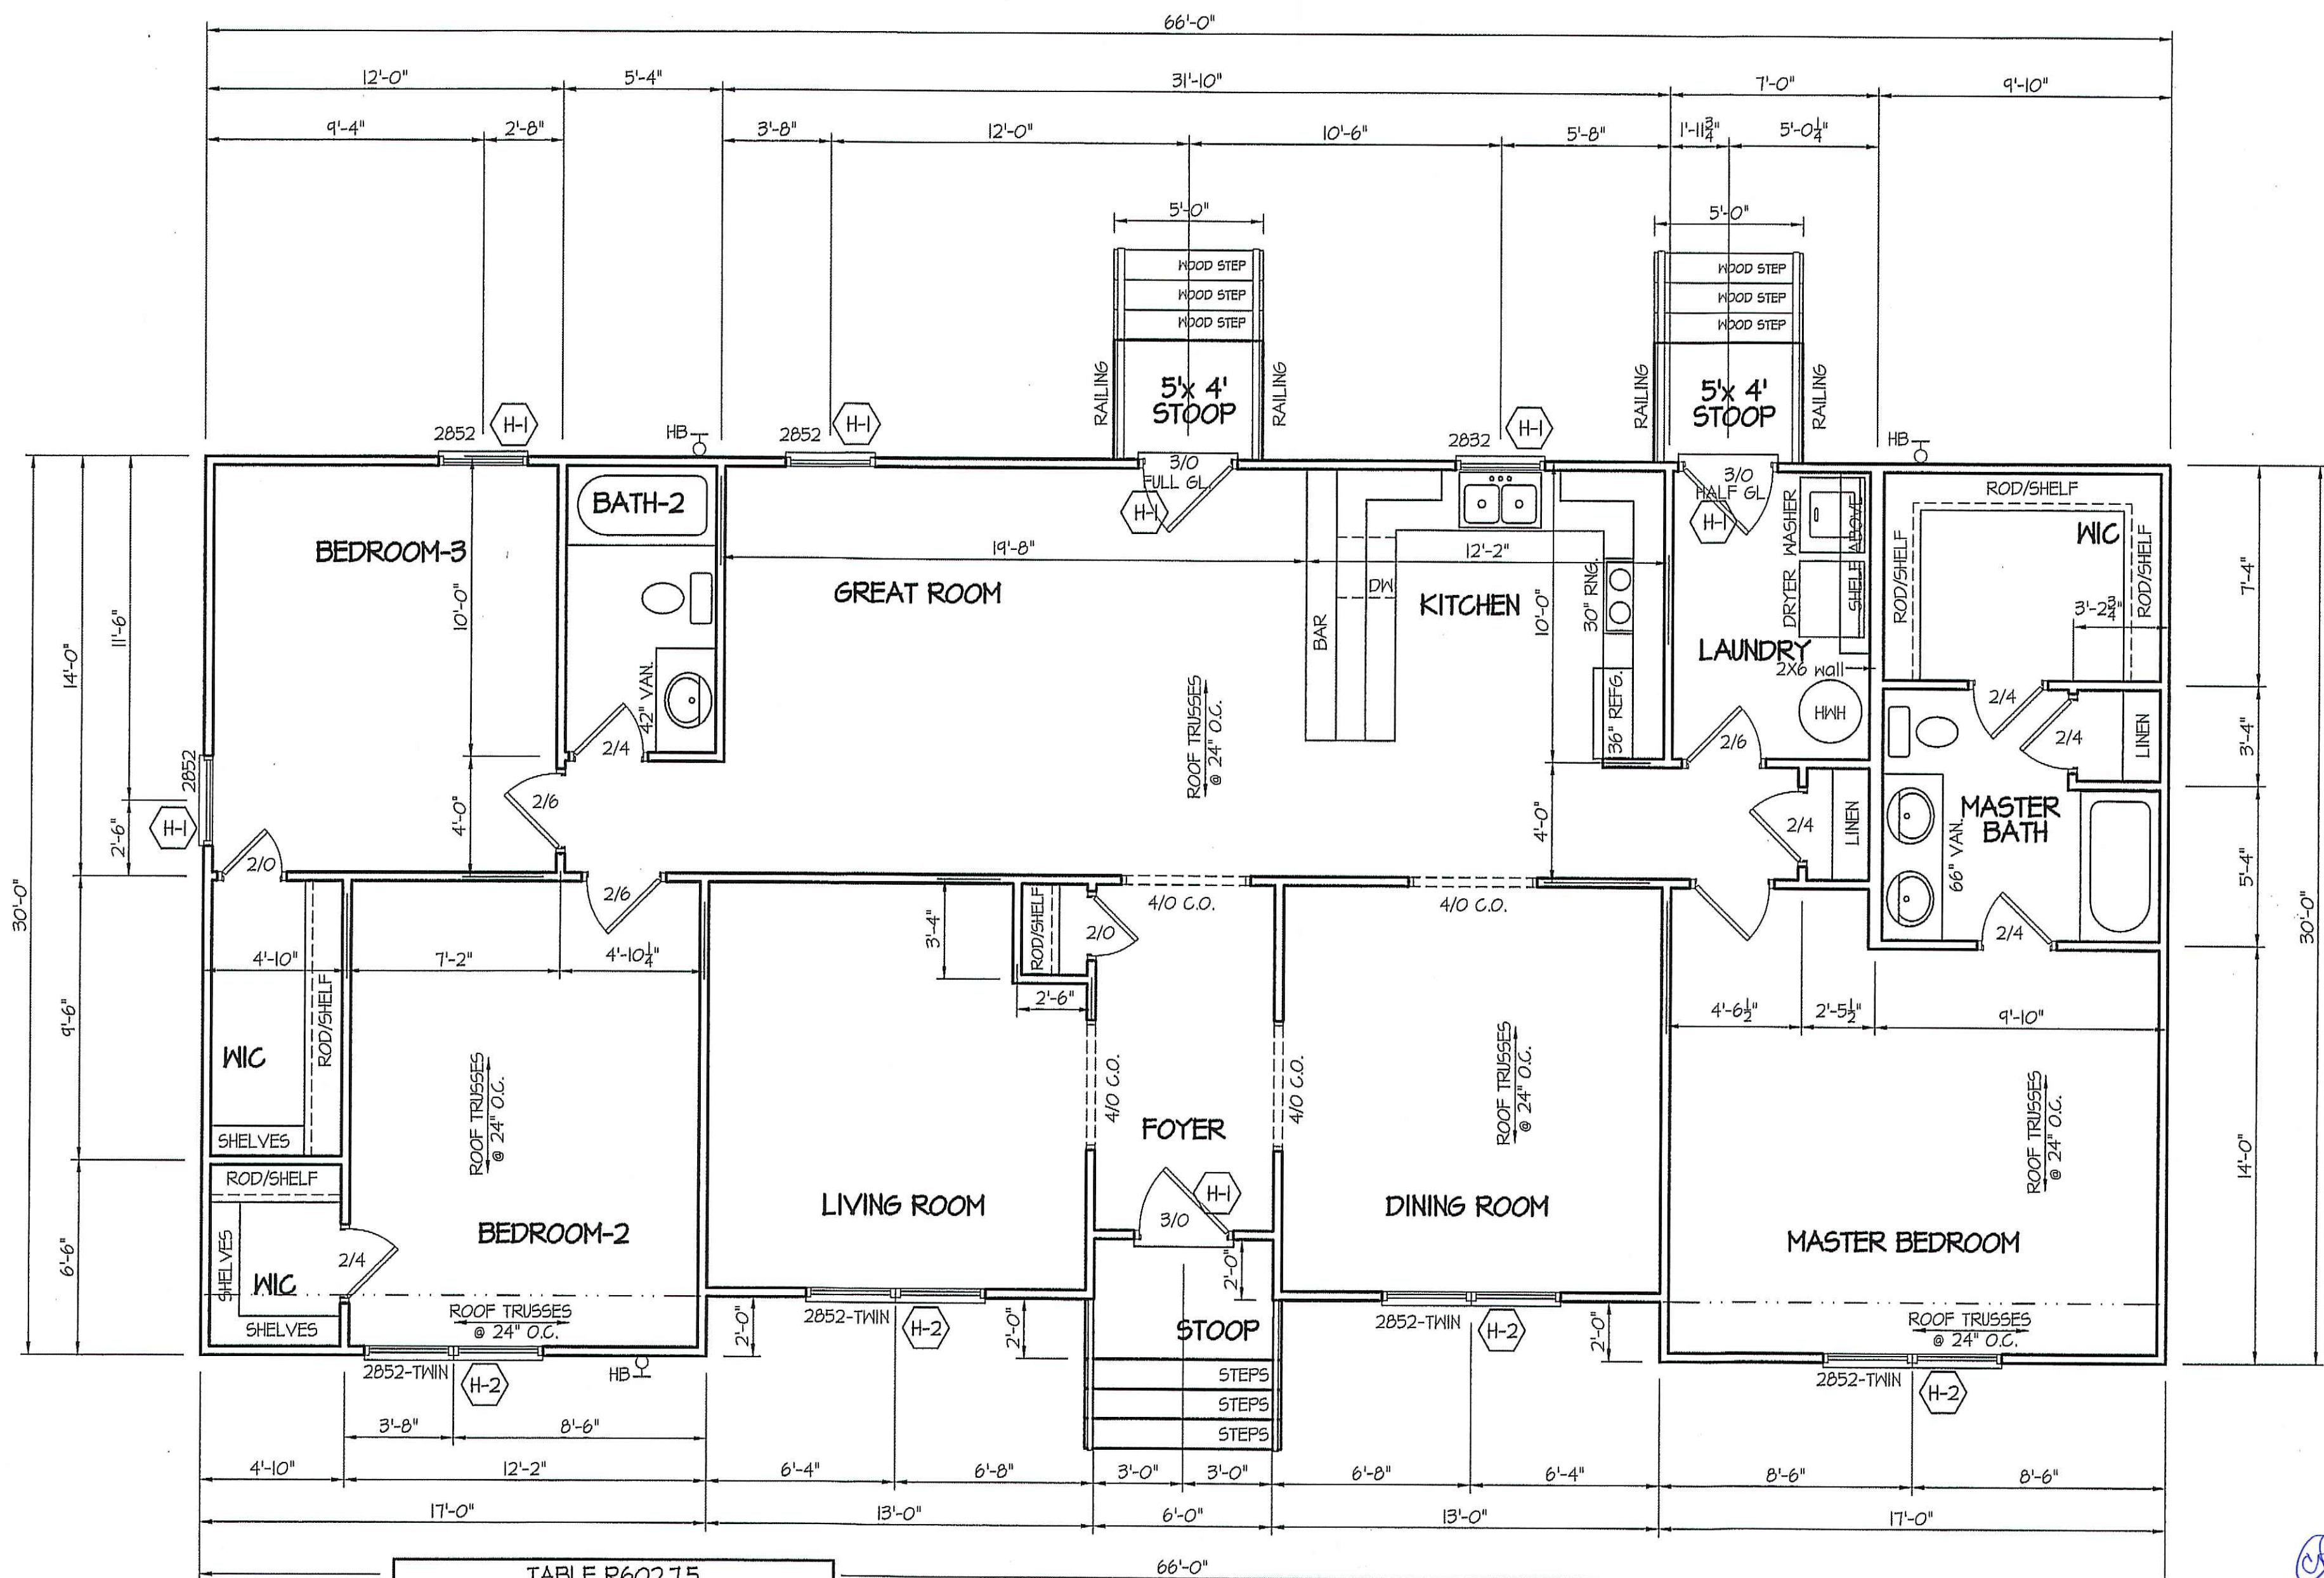 66'-0"
12'-0" 5'-4" 31'-10" 7'-0" 9'-10"
9'-4" 2'-8" 3'-8" 12'-0" 10'-6" 5'-8" 1'-11¾" 5'-0¼"
5'-0" 5'-0"
WOOD STEP WOOD STEP
WOOD STEP WOOD STEP
WOOD STEP WOOD STEP
RAILING 5'x 4' RAILING RAILING 5'x 4' RAILING
STOOP STOOP
2852 H-1 HB 2852 H-1 2832 H-1 HB
3/0 3/0
FULL GL. HALF GL
H-1 H-1
BATH-2
BEDROOM-3
ROD/SHELF
WIC
ROD/SHELF
ROD/SHELF
3'-2¾"
WASHER
DRYER
SHELF ABOVE
19'-8" 12'-2"
GREAT ROOM
KITCHEN
DW
BAR
30" RNG.
36" REFG.
10'-0"
10'-0"
LAUNDRY
2X6 wall
HWH
42" VAN.
2/4
2/6
2/4
2/4
LINEN
ROOF TRUSSES
@ 24" O.C.
30'-0"
14'-0"
11'-6"
2'-6"
2852
H-1
2/0
4'-0"
2/6
2/6
4'-0"
2/4
LINEN
MASTER
BATH
66" VAN.
2/4
7'-4"
3'-4"
5'-4"
14'-0"
30'-0"
4'-10" 7'-2" 4'-10¼"
3'-4"
ROD/SHELF
2/0
2'-6"
4/0 C.O. 4/0 C.O.
4'-6½" 2'-5½" 9'-10"
9'-6"
6'-6"
WIC
ROD/SHELF
SHELVES
ROD/SHELF
SHELVES
WIC
SHELVES
2/4
ROOF TRUSSES
@ 24" O.C.
BEDROOM-2
ROOF TRUSSES
@ 24" O.C.
LIVING ROOM
4/0 C.O.
FOYER
4/0 C.O.
H-1
3/0
2'-0"
ROOF TRUSSES
@ 24" O.C.
DINING ROOM
ROOF TRUSSES
@ 24" O.C.
MASTER BEDROOM
ROOF TRUSSES
@ 24" O.C.
2852-TWIN H-2 HB
2'-0"
2852-TWIN H-2
2'-0"
STOOP
STEPS
STEPS
STEPS
2852-TWIN H-2
2'-0"
2852-TWIN H-2
3'-8" 8'-6"
4'-10" 12'-2" 6'-4" 6'-8" 3'-0" 3'-0" 6'-8" 6'-4" 8'-6" 8'-6"
17'-0" 13'-0" 6'-0" 13'-0" 17'-0"
TABLE R602.7.5
66'-0"